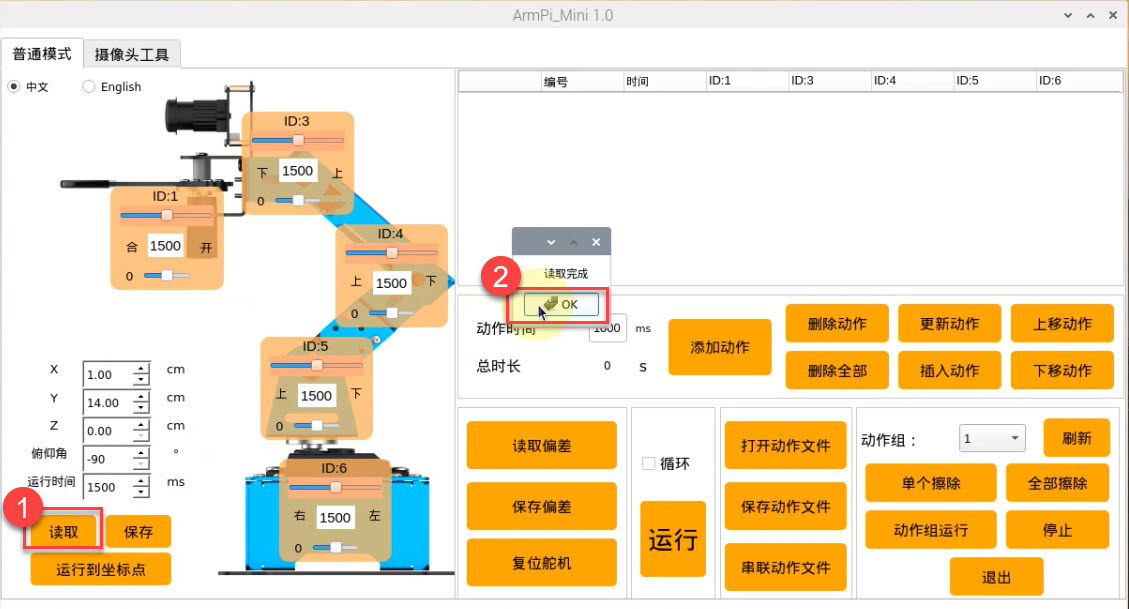 ArmPi_Mini 1.0
普通模式 摄像头工具
中文 English
编号 时间 ID:1 ID:3 ID:4 ID:5 ID:6
ID:3
下 1500 上
0
ID:1
合 1500 开
0
ID:4
上 1500 下
0
ID:5
上 1500 下
0
ID:6
右 1500 左
0
X 1.00 cm
Y 14.00 cm
Z 0.00 cm
俯仰角 -90 °
运行时间 1500 ms
1
读取 保存
运行到坐标点
读取完成
2
OK
动作时间 1000 ms
总时长 0 s
添加动作
删除动作 更新动作 上移动作
删除全部 插入动作 下移动作
读取偏差
保存偏差
复位舵机
循环
运行
打开动作文件
保存动作文件
串联动作文件
动作组： 1 刷新
单个擦除 全部擦除
动作组运行 停止
退出